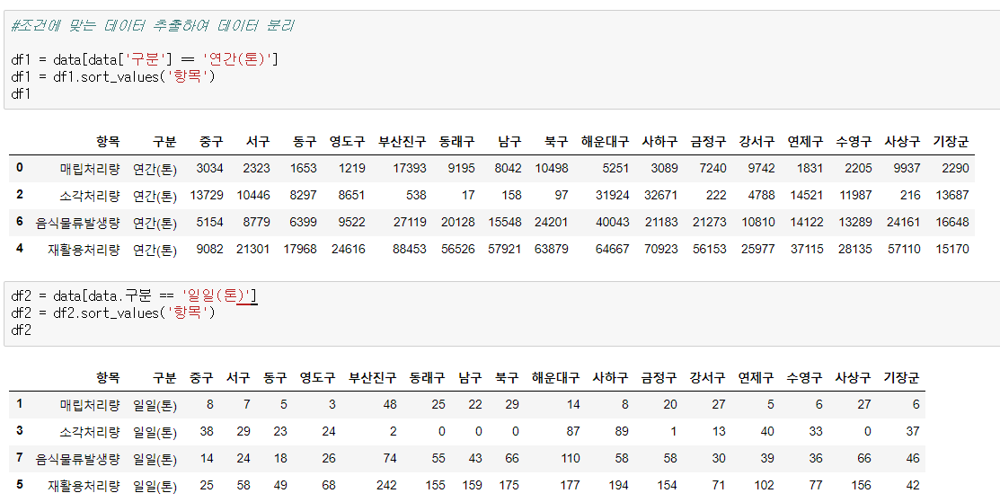 #조건에 맞는 데이터 추출하여 데이터 분리
df1 = data[data['구분'] == '연간(톤)']
df1 = df1.sort_values('항목')
df1
항목 구분 중구 서구 동구 영도구 부산진구 동래구 남구 북구 해운대구 사하구 금정구 강서구 연제구 수영구 사상구 기장군
0 매립처리량 연간(톤) 3034 2323 1653 1219 17393 9195 8042 10498 5251 3089 7240 9742 1831 2205 9937 2290
2 소각처리량 연간(톤) 13729 10446 8297 8651 538 17 158 97 31924 32671 222 4788 14521 11987 216 13687
6 음식물류발생량 연간(톤) 5154 8779 6399 9522 27119 20128 15548 24201 40043 21183 21273 10810 14122 13289 24161 16648
4 재활용처리량 연간(톤) 9082 21301 17968 24616 88453 56526 57921 63879 64667 70923 56153 25977 37115 28135 57110 15170
df2 = data[data.구분 == '일일(톤)']
df2 = df2.sort_values('항목')
df2
항목 구분 중구 서구 동구 영도구 부산진구 동래구 남구 북구 해운대구 사하구 금정구 강서구 연제구 수영구 사상구 기장군
1 매립처리량 일일(톤) 8 7 5 3 48 25 22 29 14 8 20 27 5 6 27 6
3 소각처리량 일일(톤) 38 29 23 24 2 0 0 0 87 89 1 13 40 33 0 37
7 음식물류발생량 일일(톤) 14 24 18 26 74 55 43 66 110 58 58 30 39 36 66 46
5 재활용처리량 일일(톤) 25 58 49 68 242 155 159 175 177 194 154 71 102 77 156 42